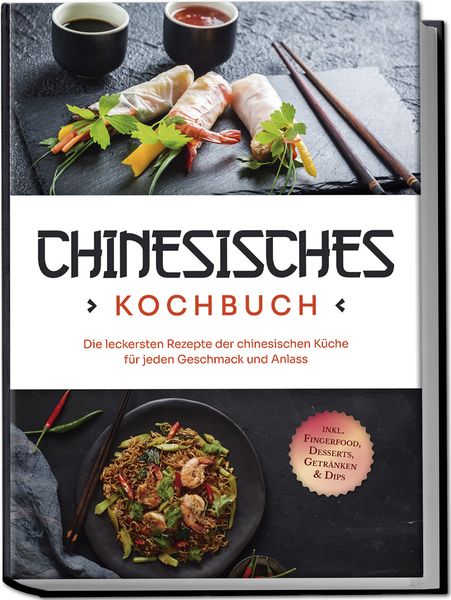 CHINESISCHES
KOCHBUCH
Die leckersten Rezepte der chinesischen Küche
für jeden Geschmack und Anlass
INKL.
FINGERFOOD,
DESSERTS,
GETRÄNKEN
& DIPS